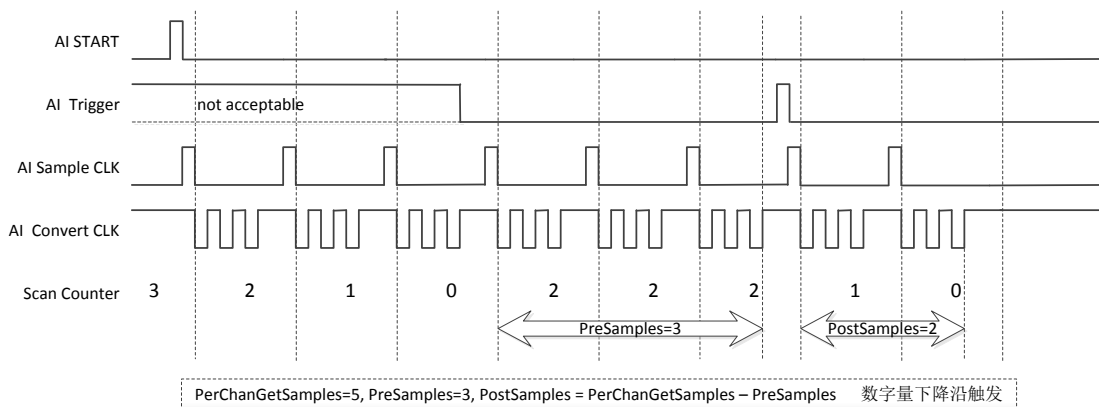 AI START
AI Trigger
not acceptable
AI Sample CLK
AI Convert CLK
Scan Counter 3 2 1 0 2 2 2 1 0
PreSamples=3 PostSamples=2
PerChanGetSamples=5, PreSamples=3, PostSamples = PerChanGetSamples – PreSamples 数字量下降沿触发